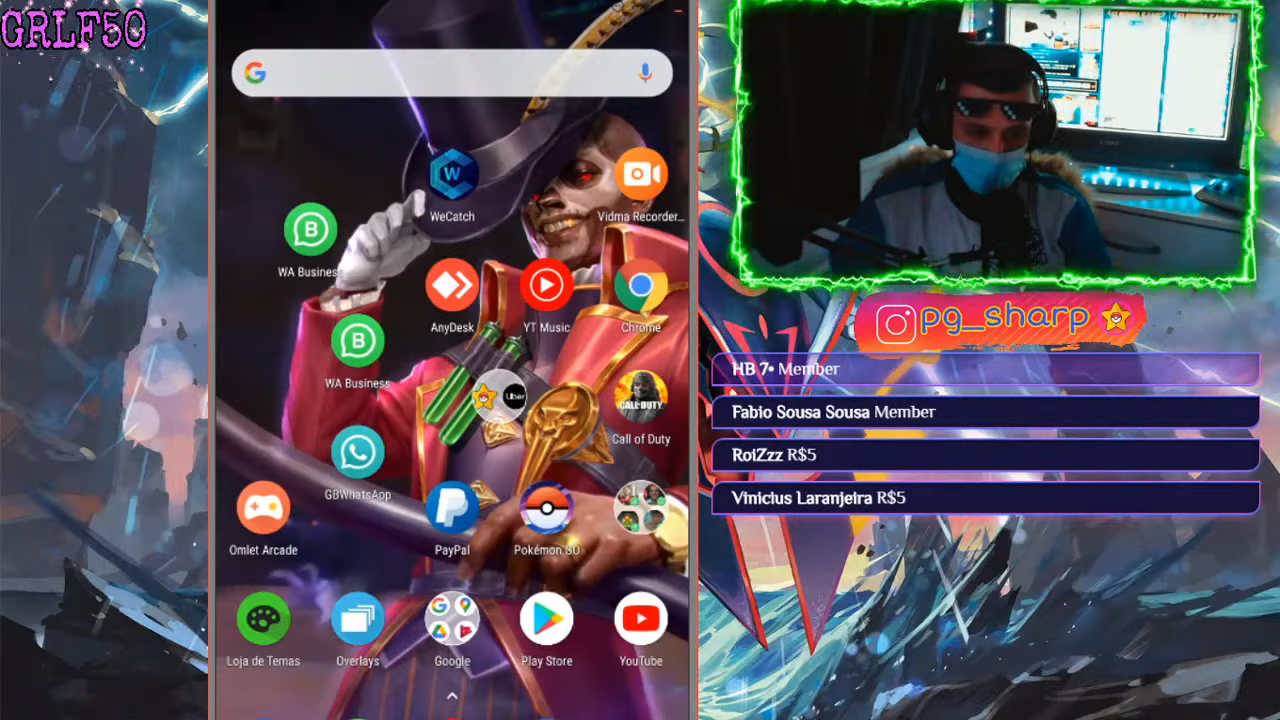 GRLF50
WeCatch
Vidma Recorder...
WA Business
AnyDesk
YT Music
Chrome
WA Business
Uber
CALL·DUTY
Call of Duty
GBWhatsApp
Omlet Arcade
PayPal
Pokémon GO
Loja de Temas
Overlays
Google
Play Store
YouTube
pg_sharp
HB 7• Member
Fabio Sousa Sousa Member
RoiZzz R$5
Vinicius Laranjeira R$5